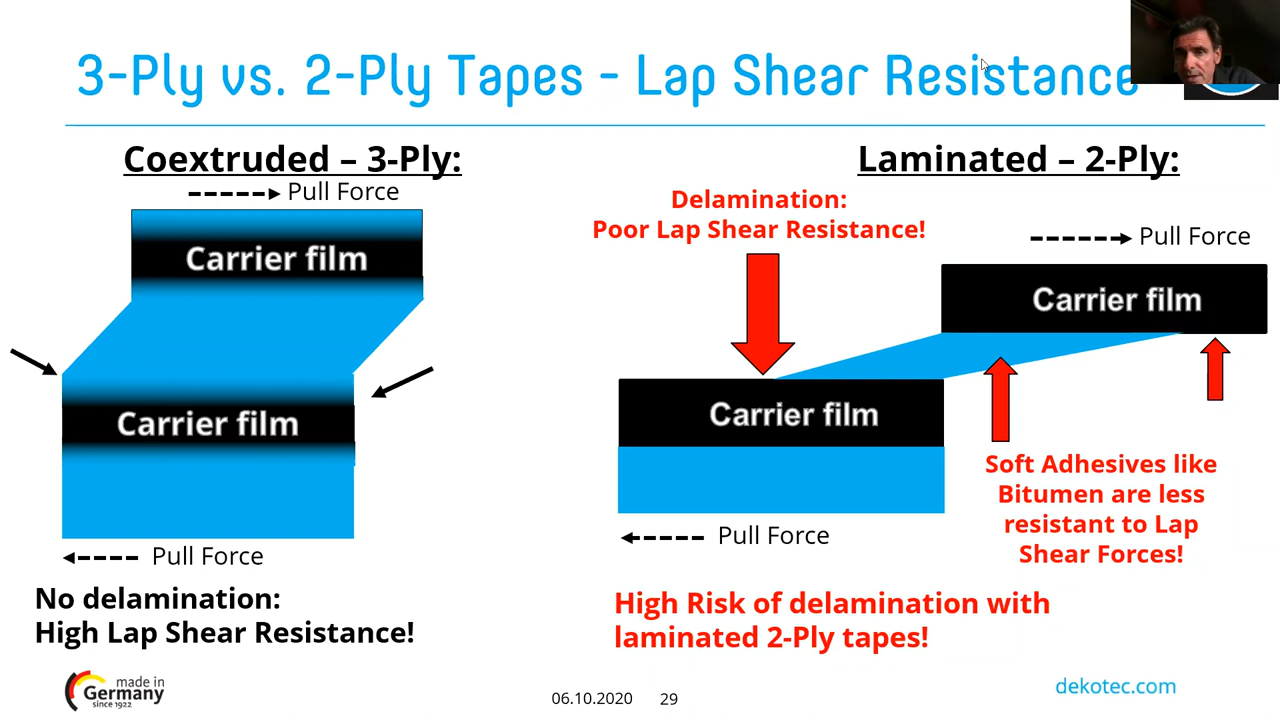 3-Ply vs. 2-Ply Tapes - Lap Shear Resistance
Coextruded – 3-Ply:
Pull Force
Carrier film
Carrier film
Pull Force
No delamination:
High Lap Shear Resistance!
Laminated – 2-Ply:
Delamination:
Poor Lap Shear Resistance!
Pull Force
Carrier film
Carrier film
Pull Force
Soft Adhesives like
Bitumen are less
resistant to Lap
Shear Forces!
High Risk of delamination with
laminated 2-Ply tapes!
made in
Germany
since 1922
06.10.2020
29
dekotec.com